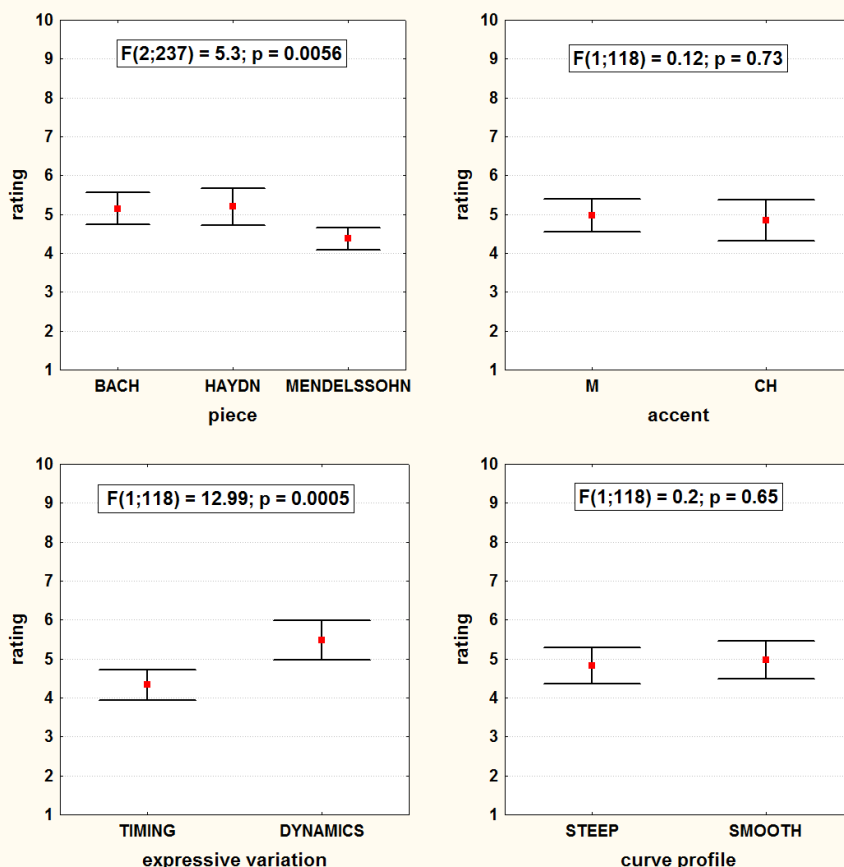 F(2;237) = 5.3; p = 0.0056
10
9
8
7
6
5
4
3
2
1
rating
BACH HAYDN MENDELSSOHN
piece
F(1;118) = 0.12; p = 0.73
10
9
8
7
6
5
4
3
2
1
rating
M CH
accent
F(1;118) = 12.99; p = 0.0005
10
9
8
7
6
5
4
3
2
1
rating
TIMING DYNAMICS
expressive variation
F(1;118) = 0.2; p = 0.65
10
9
8
7
6
5
4
3
2
1
rating
STEEP SMOOTH
curve profile